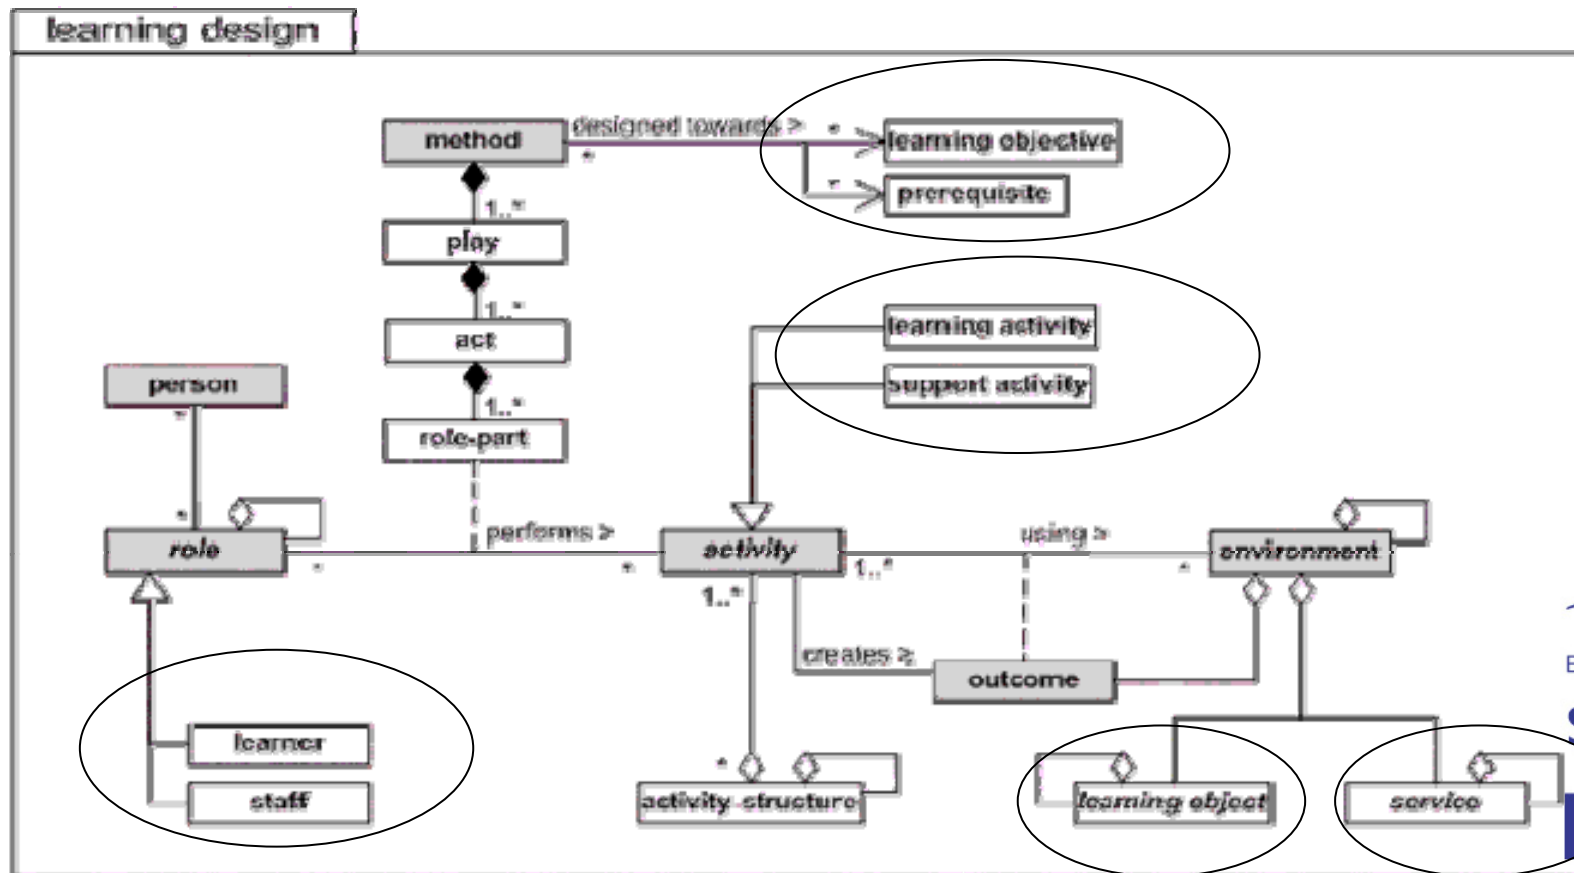 learning design
method
designed towards >
*
*
learning objective
*
prerequisite
1..*
play
1..*
act
1..*
role-part
learning activity
support activity
person
*
*
role
*
performs >
*
activity
1..*
using >
*
environment
1..*
creates >
outcome
learner
staff
*
activity-structure
learning object
service